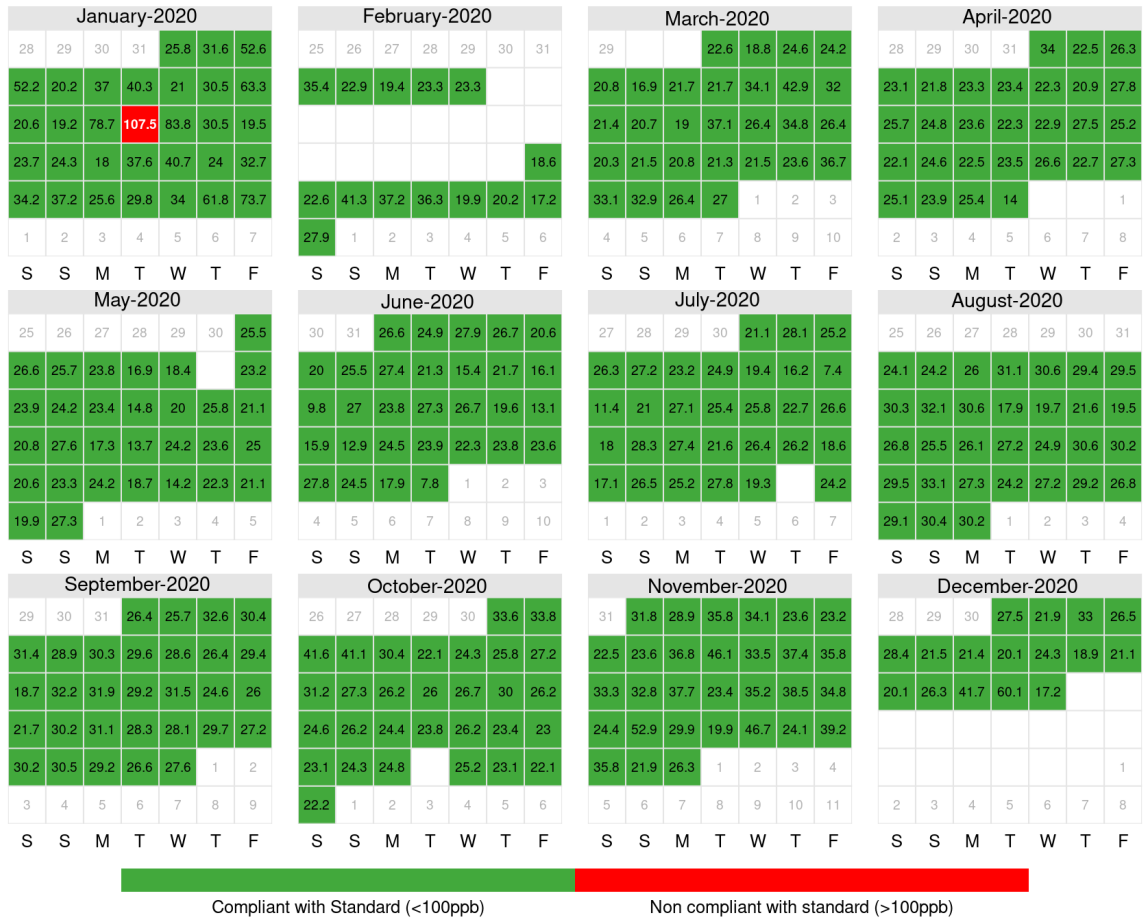 January-2020
28 29 30 31 25.8 31.6 52.6
52.2 20.2 37 40.3 21 30.5 63.3
20.6 19.2 78.7 107.5 83.8 30.5 19.5
23.7 24.3 18 37.6 40.7 24 32.7
34.2 37.2 25.6 29.8 34 61.8 73.7
1 2 3 4 5 6 7
S S M T W T F
February-2020
25 26 27 28 29 30 31
35.4 22.9 19.4 23.3 23.3
18.6
22.6 41.3 37.2 36.3 19.9 20.2 17.2
27.9 1 2 3 4 5 6
S S M T W T F
March-2020
29 22.6 18.8 24.6 24.2
20.8 16.9 21.7 21.7 34.1 42.9 32
21.4 20.7 19 37.1 26.4 34.8 26.4
20.3 21.5 20.8 21.3 21.5 23.6 36.7
33.1 32.9 26.4 27 1 2 3
4 5 6 7 8 9 10
S S M T W T F
April-2020
28 29 30 31 34 22.5 26.3
23.1 21.8 23.3 23.4 22.3 20.9 27.8
25.7 24.8 23.6 22.3 22.9 27.5 25.2
22.1 24.6 22.5 23.5 26.6 22.7 27.3
25.1 23.9 25.4 14 1
2 3 4 5 6 7 8
S S M T W T F
May-2020
25 26 27 28 29 30 25.5
26.6 25.7 23.8 16.9 18.4 23.2
23.9 24.2 23.4 14.8 20 25.8 21.1
20.8 27.6 17.3 13.7 24.2 23.6 25
20.6 23.3 24.2 18.7 14.2 22.3 21.1
19.9 27.3 1 2 3 4 5
S S M T W T F
June-2020
30 31 26.6 24.9 27.9 26.7 20.6
20 25.5 27.4 21.3 15.4 21.7 16.1
9.8 27 23.8 27.3 26.7 19.6 13.1
15.9 12.9 24.5 23.9 22.3 23.8 23.6
27.8 24.5 17.9 7.8 1 2 3
4 5 6 7 8 9 10
S S M T W T F
July-2020
27 28 29 30 21.1 28.1 25.2
26.3 27.2 23.2 24.9 19.4 16.2 7.4
11.4 21 27.1 25.4 25.8 22.7 26.6
18 28.3 27.4 21.6 26.4 26.2 18.6
17.1 26.5 25.2 27.8 19.3 24.2
1 2 3 4 5 6 7
S S M T W T F
August-2020
25 26 27 28 29 30 31
24.1 24.2 26 31.1 30.6 29.4 29.5
30.3 32.1 30.6 17.9 19.7 21.6 19.5
26.8 25.5 26.1 27.2 24.9 30.6 30.2
29.5 33.1 27.3 24.2 27.2 29.2 26.8
29.1 30.4 30.2 1 2 3 4
S S M T W T F
September-2020
29 30 31 26.4 25.7 32.6 30.4
31.4 28.9 30.3 29.6 28.6 26.4 29.4
18.7 32.2 31.9 29.2 31.5 24.6 26
21.7 30.2 31.1 28.3 28.1 29.7 27.2
30.2 30.5 29.2 26.6 27.6 1 2
3 4 5 6 7 8 9
S S M T W T F
October-2020
26 27 28 29 30 33.6 33.8
41.6 41.1 30.4 22.1 24.3 25.8 27.2
31.2 27.3 26.2 26 26.7 30 26.2
24.6 26.2 24.4 23.8 26.2 23.4 23
23.1 24.3 24.8 25.2 23.1 22.1
22.2 1 2 3 4 5 6
S S M T W T F
November-2020
31 31.8 28.9 35.8 34.1 23.6 23.2
22.5 23.6 36.8 46.1 33.5 37.4 35.8
33.3 32.8 37.7 23.4 35.2 38.5 34.8
24.4 52.9 29.9 19.9 46.7 24.1 39.2
35.8 21.9 26.3 1 2 3 4
5 6 7 8 9 10 11
S S M T W T F
December-2020
28 29 30 27.5 21.9 33 26.5
28.4 21.5 21.4 20.1 24.3 18.9 21.1
20.1 26.3 41.7 60.1 17.2
1
2 3 4 5 6 7 8
S S M T W T F
Compliant with Standard (<100ppb)
Non compliant with standard (>100ppb)